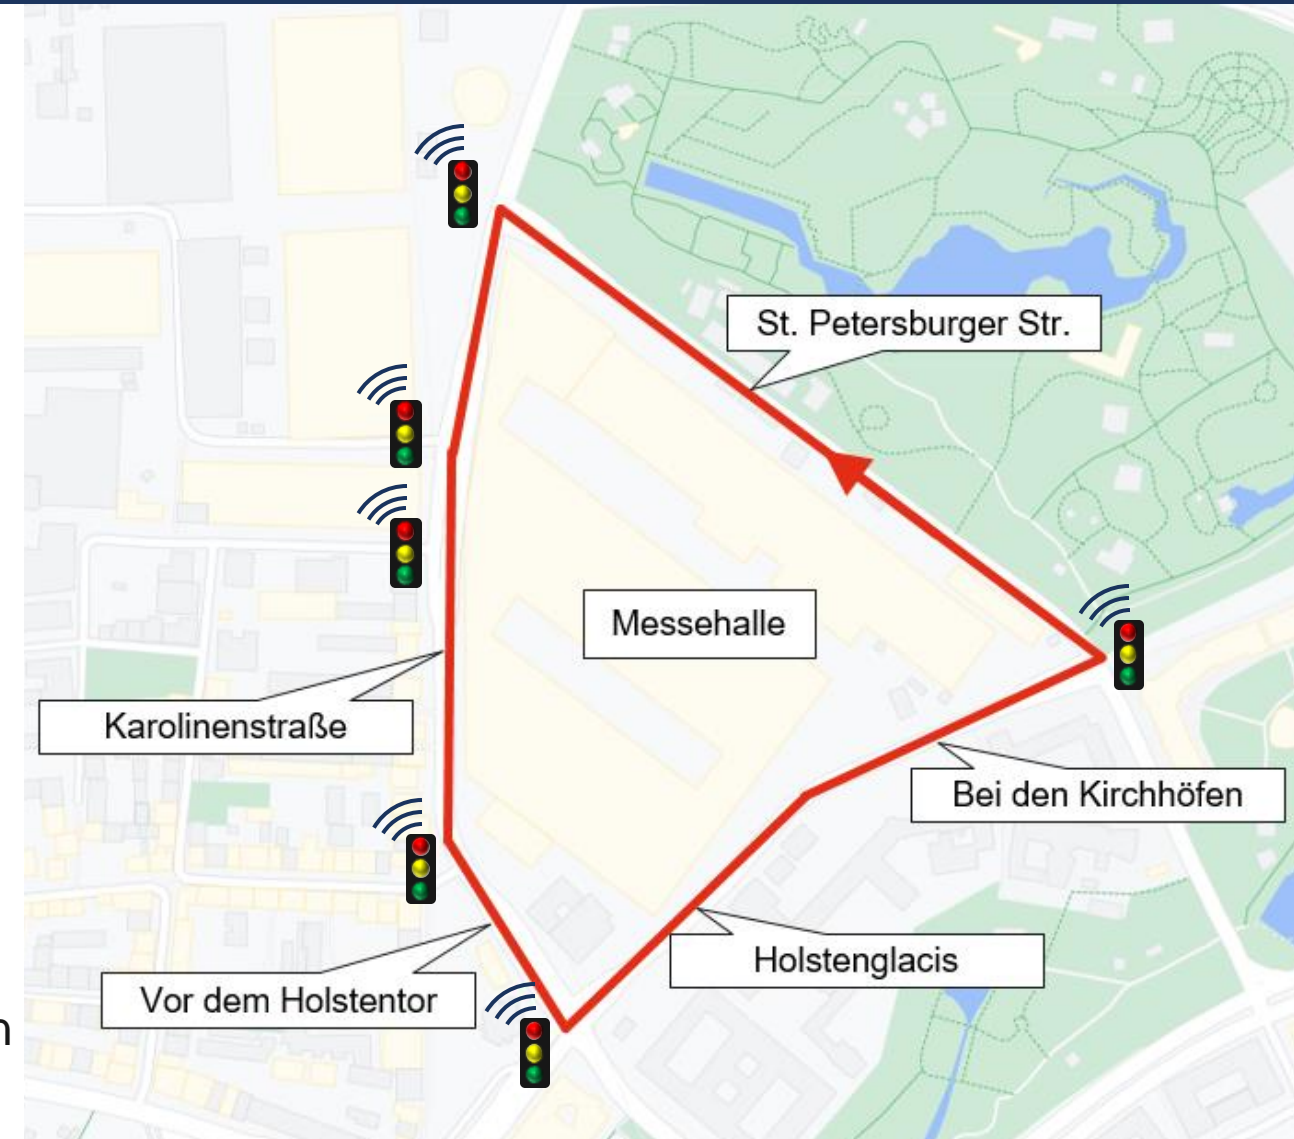 St. Petersburger Str.
Messehalle
Karolinenstraße
Bei den Kirchhöfen
Holstenglacis
Vor dem Holstentor
n